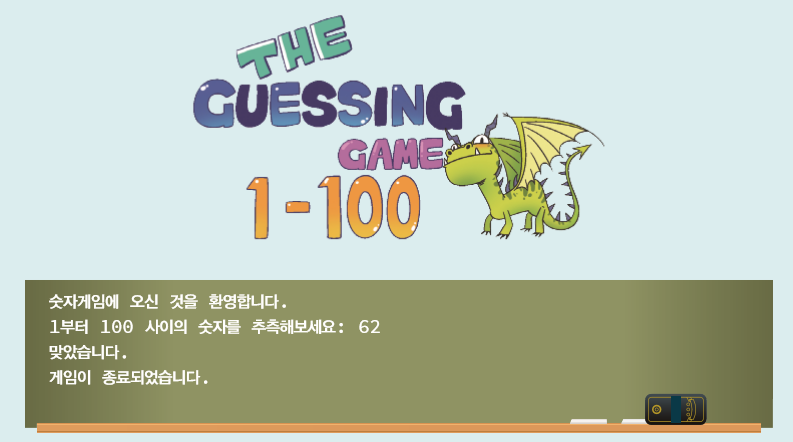 THE
GUESSING
GAME
1-100
숫자게임에 오신 것을 환영합니다.
1부터 100 사이의 숫자를 추측해보세요: 62
맞았습니다.
게임이 종료되었습니다.